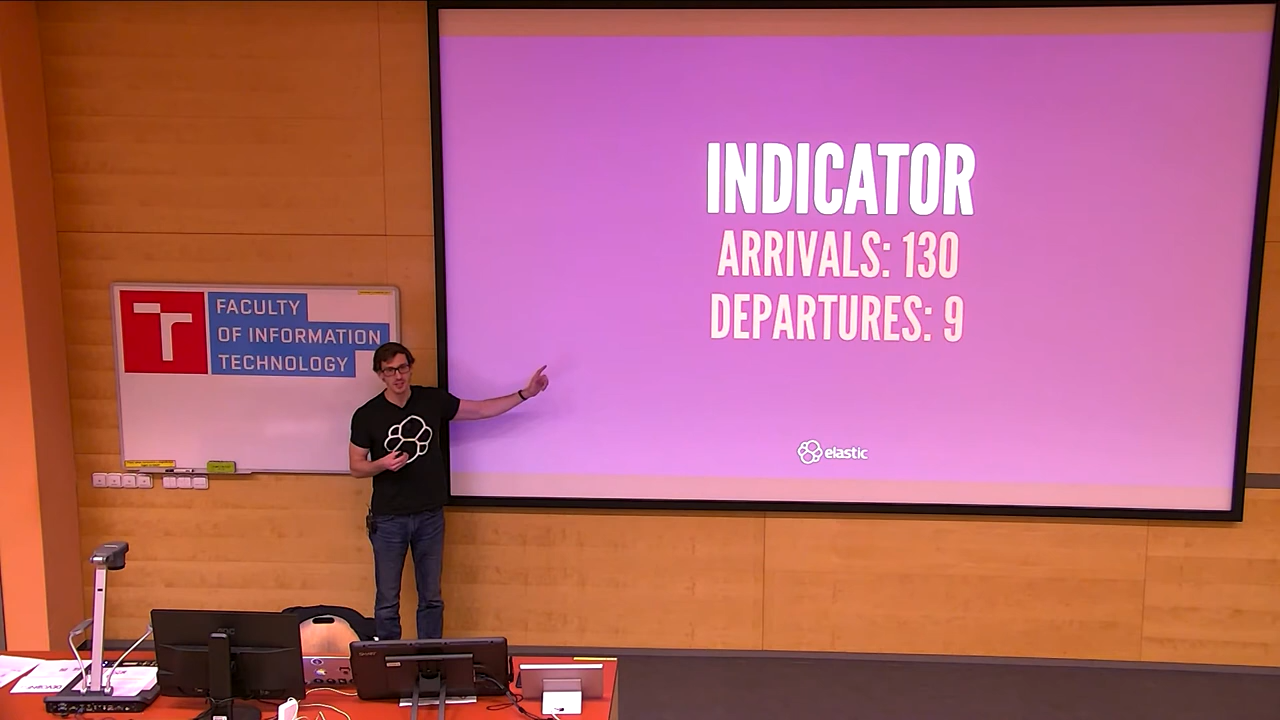 INDICATOR
ARRIVALS: 130
DEPARTURES: 9
elastic
FACULTY
OF INFORMATION
TECHNOLOGY